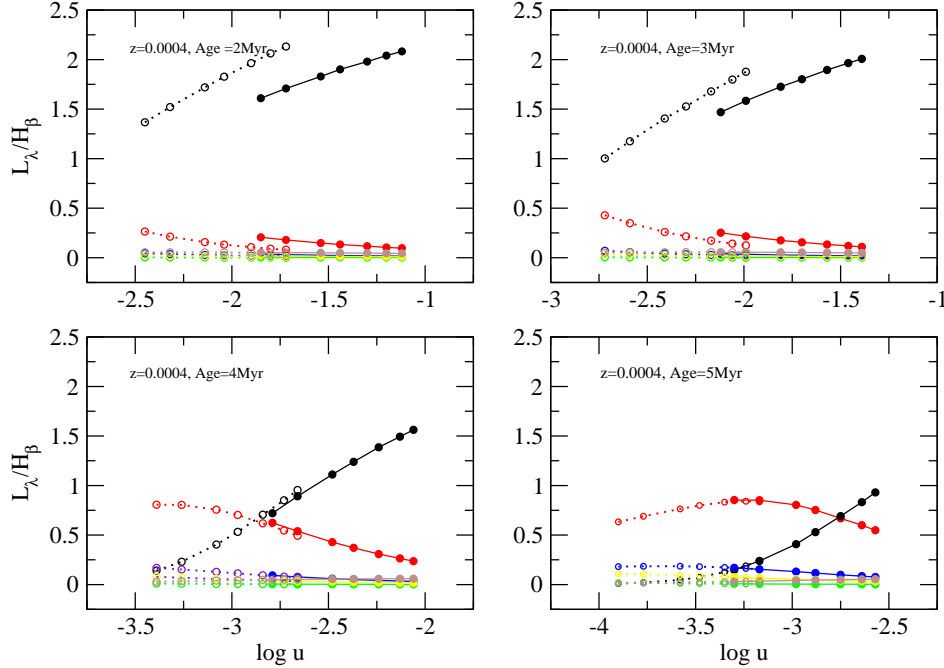 2.5
2
1.5
1
0.5
0
L_λ/H_β
z=0.0004, Age =2Myr
-2.5 -2 -1.5 -1
2.5
2
1.5
1
0.5
0
z=0.0004, Age=3Myr
-3 -2.5 -2 -1.5 -1
2.5
2
1.5
1
0.5
0
L_λ/H_β
z=0.0004, Age=4Myr
-3.5 -3 -2.5 -2
log u
2.5
2
1.5
1
0.5
0
z=0.0004, Age=5Myr
-4 -3.5 -3 -2.5
log u